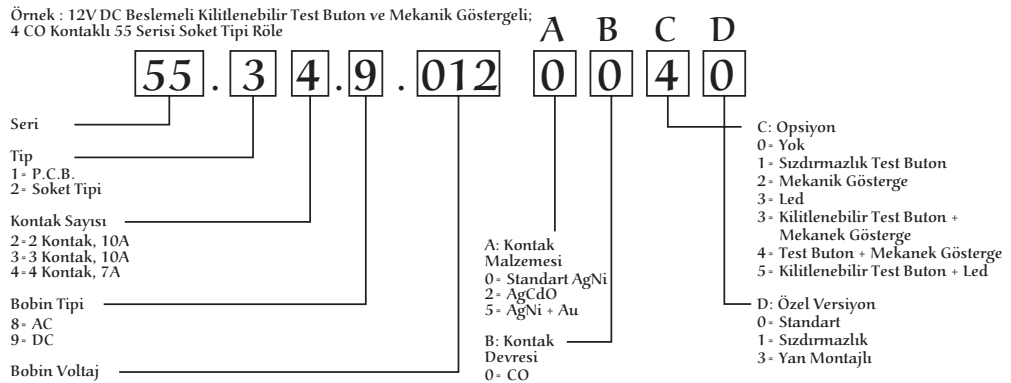 Örnek : 12V DC Beslemeli Kilitlenebilir Test Buton ve Mekanik Göstergeli;
4 CO Kontaklı 55 Serisi Soket Tipi Röle
A B C D
55 . 3 4 . 9 . 012 0 0 4 0
Seri
Tip
1= P.C.B.
2= Soket Tipi
Kontak Sayısı
2=2 Kontak, 10A
3=3 Kontak, 10A
4=4 Kontak, 7A
Bobin Tipi
8= AC
9= DC
Bobin Voltaj
A: Kontak
Malzemesi
0= Standart AgNi
2= AgCdO
5= AgNi + Au
B: Kontak
Devresi
0= CO
C: Opsiyon
0= Yok
1= Sızdırmazlık Test Buton
2= Mekanik Gösterge
3= Led
3= Kilitlenebilir Test Buton +
Mekanek Gösterge
4= Test Buton + Mekanek Gösterge
5= Kilitlenebilir Test Buton + Led
D: Özel Versiyon
0= Standart
1= Sızdırmazlık
3= Yan Montajlı